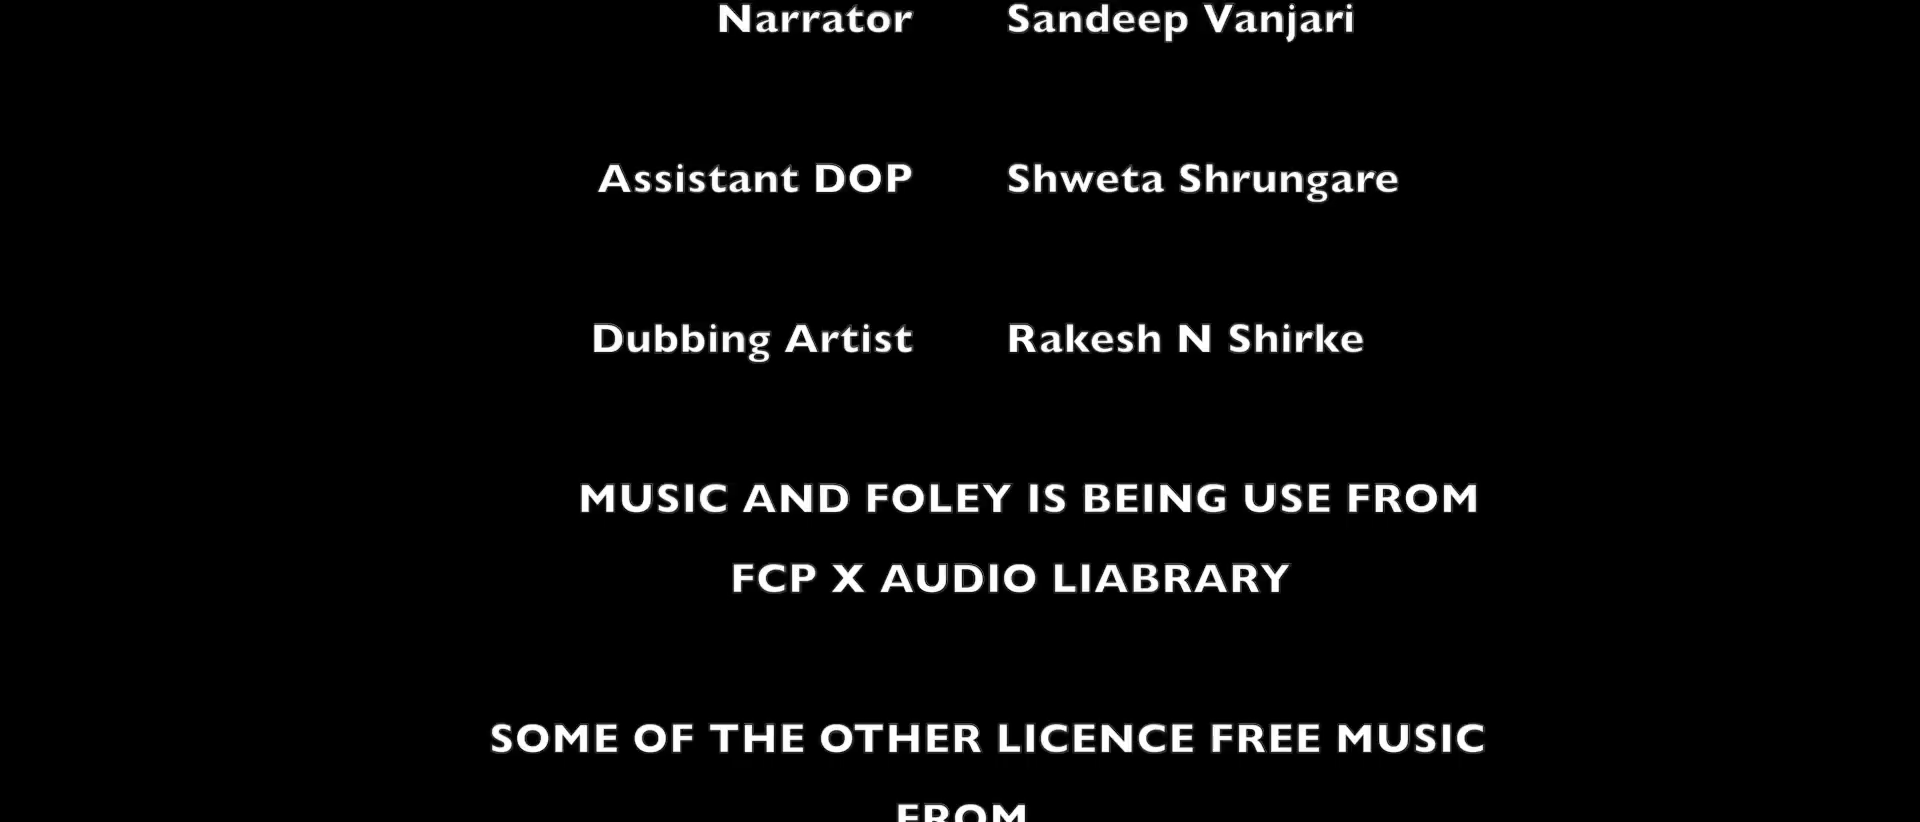 Narrator Sandeep Vanjari
Assistant DOP Shweta Shrungare
Dubbing Artist Rakesh N Shirke
MUSIC AND FOLEY IS BEING USE FROM
FCP X AUDIO LIABRARY
SOME OF THE OTHER LICENCE FREE MUSIC
FROM